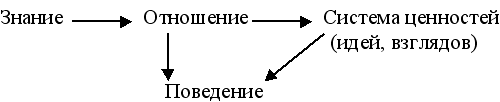 Знание Отношение Система ценностей
(идей, взглядов)
Поведение